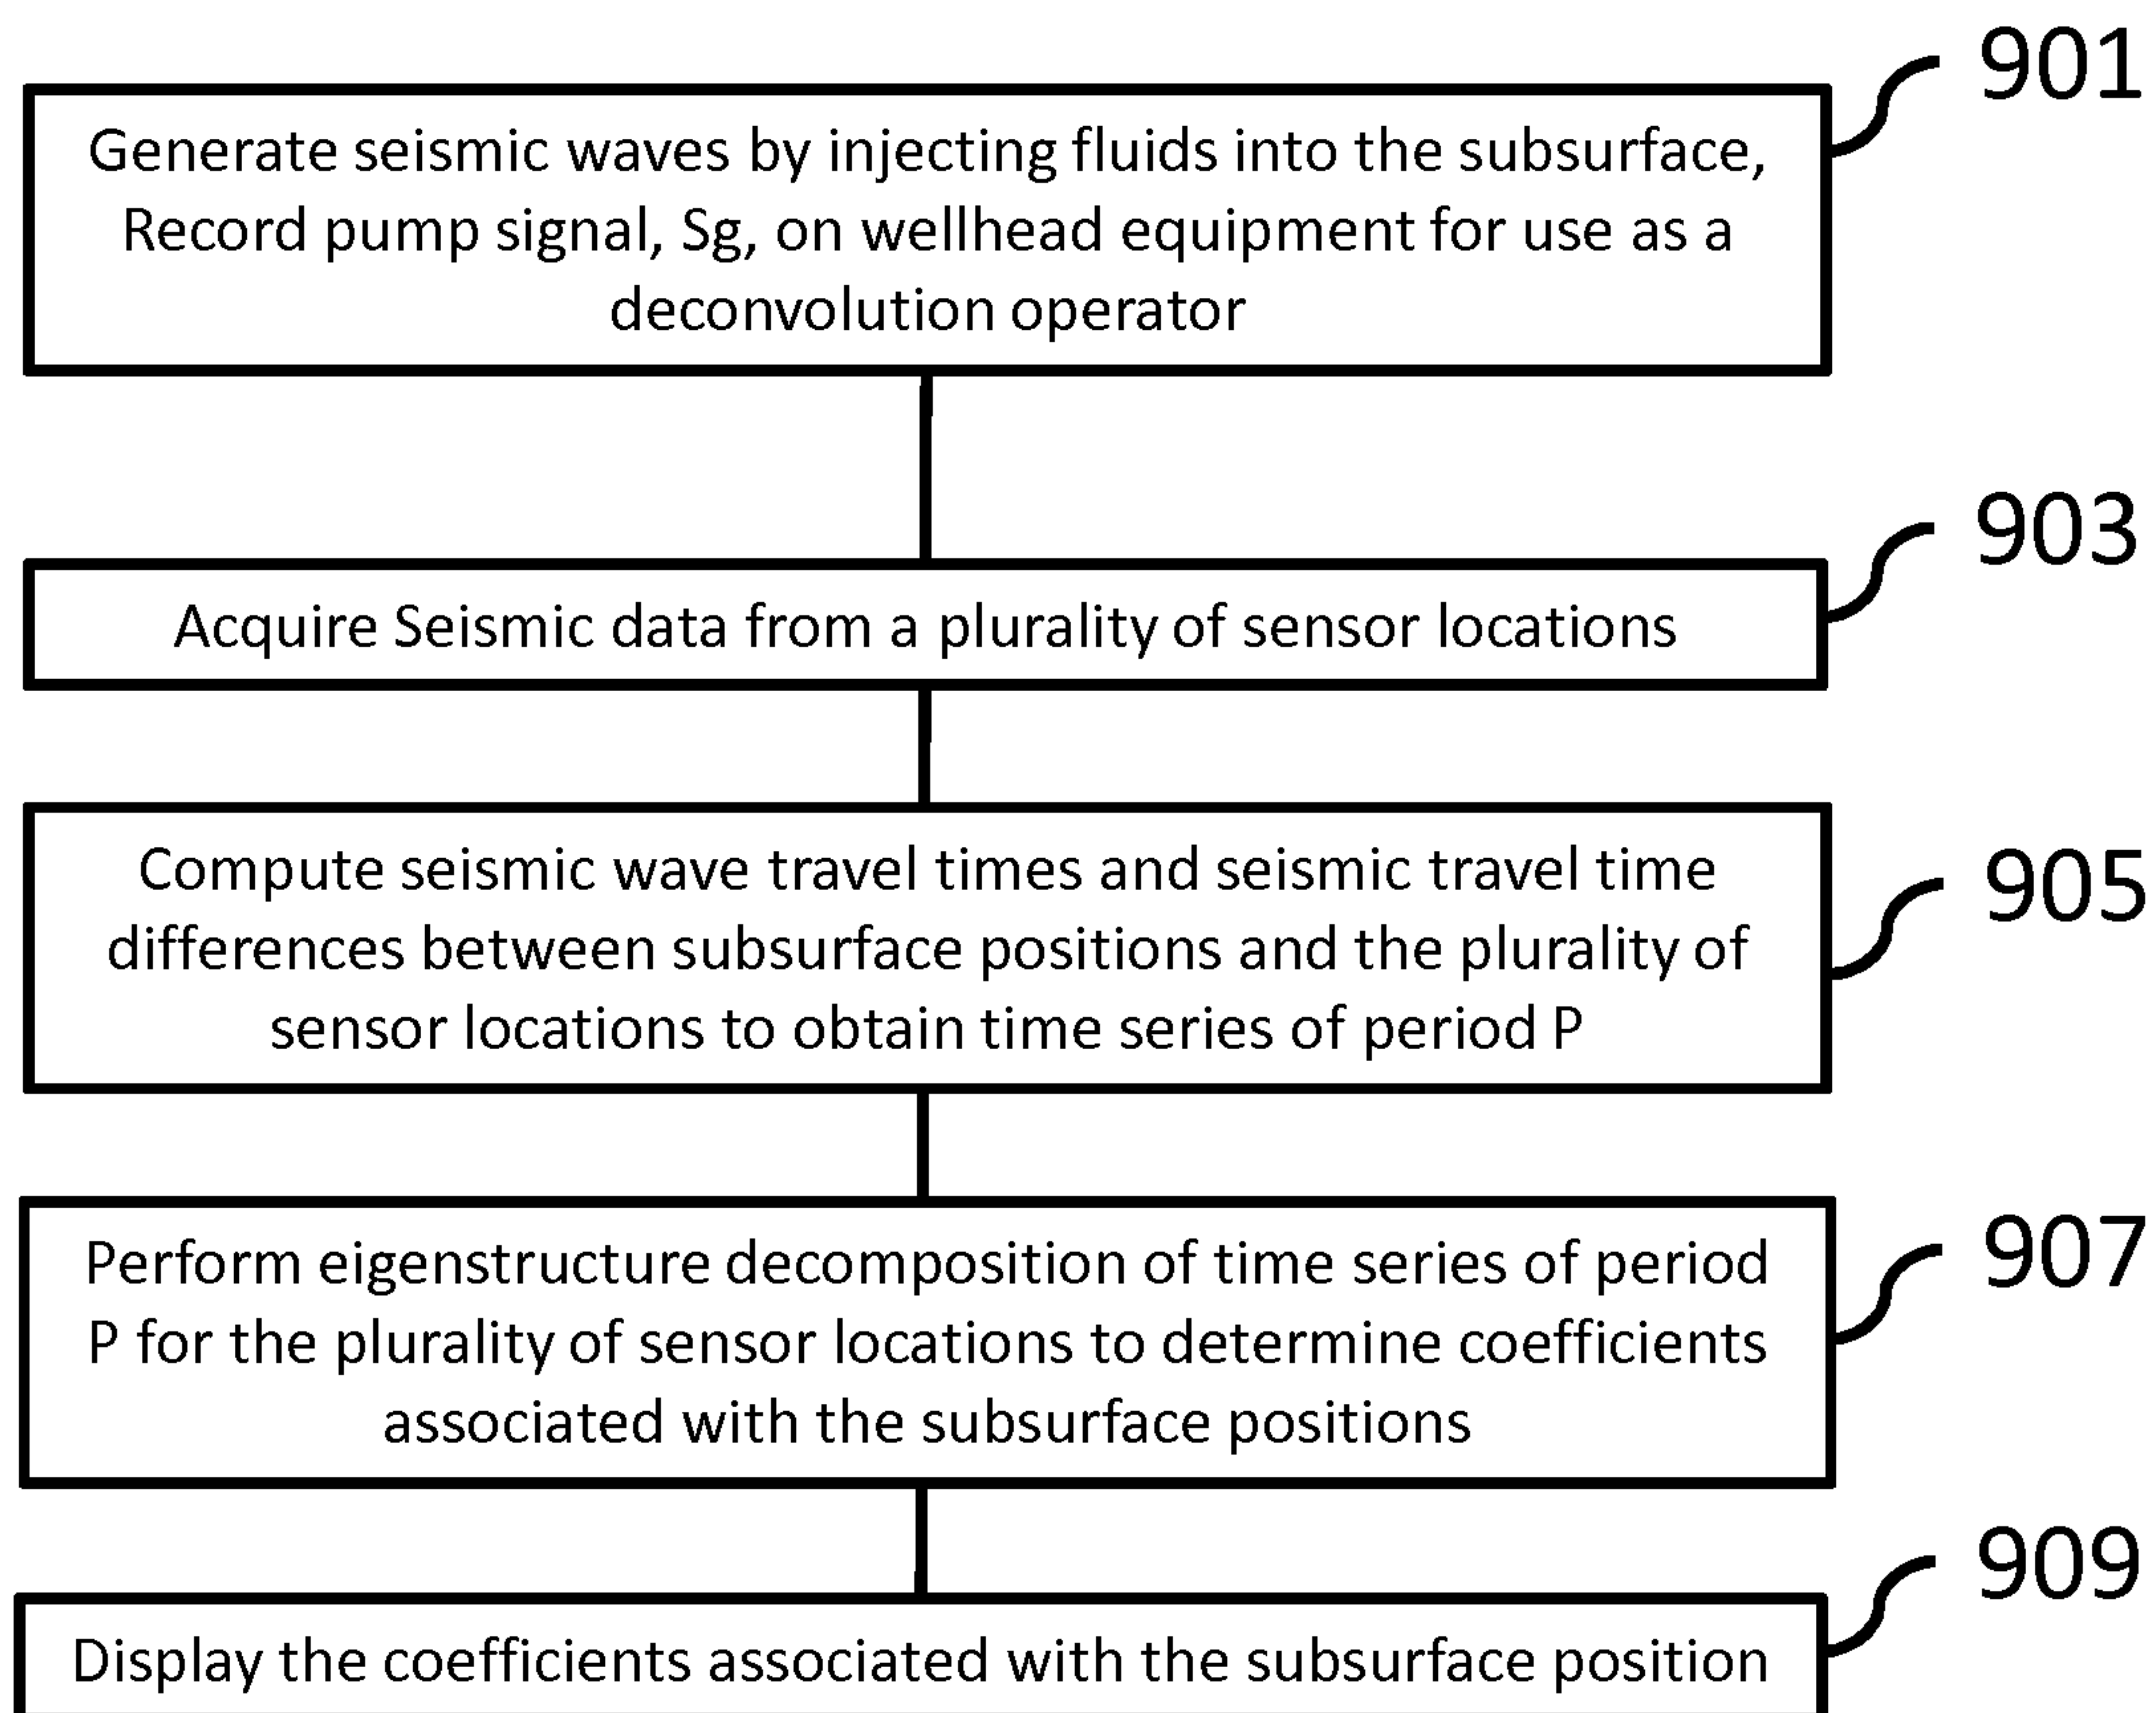 901
Generate seismic waves by injecting fluids into the subsurface,
Record pump signal, Sg, on wellhead equipment for use as a
deconvolution operator
903
Acquire Seismic data from a plurality of sensor locations
905
Compute seismic wave travel times and seismic travel time
differences between subsurface positions and the plurality of
sensor locations to obtain time series of period P
907
Perform eigenstructure decomposition of time series of period
P for the plurality of sensor locations to determine coefficients
associated with the subsurface positions
909
Display the coefficients associated with the subsurface position